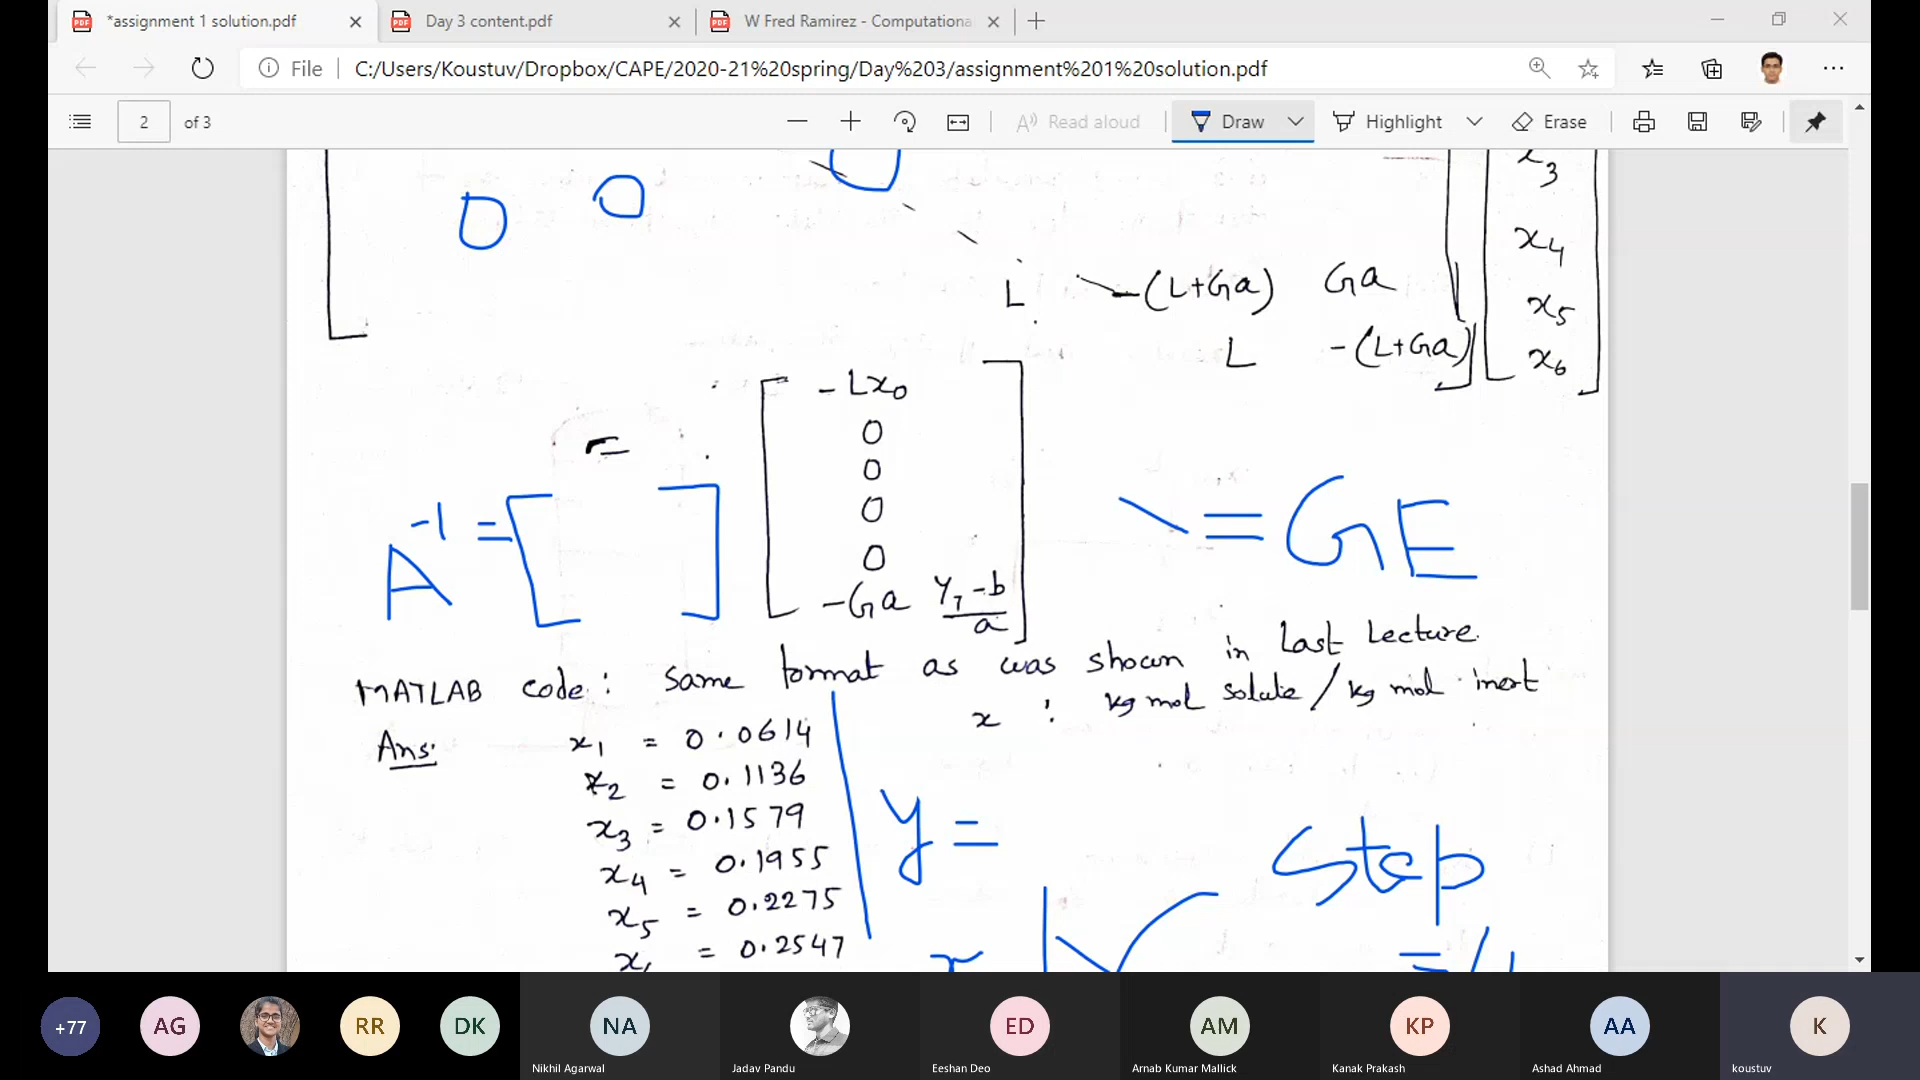 *assignment 1 solution.pdf
Day 3 content.pdf
W Fred Ramirez - Computationa
File
C:/Users/Koustuv/Dropbox/CAPE/2020-21%20spring/Day%203/assignment%201%20solution.pdf
2 of 3
Read aloud
Draw
Highlight
Erase
0 0
x3
x4
L -(L+Ga) Ga
x5
L -(L+Ga)
x6
=
-Lx0
0
0
0
0
-Ga Y7-b
a
A-1 = [ ]
\ = GE
MATLAB code: Same format as was shown in Last Lecture.
x : kg mol solute / kg mol inert
Ans:
x1 = 0.0614
x2 = 0.1136
x3 = 0.1579
x4 = 0.1955
x5 = 0.2275
= 0.2547
y =
Step
+77
AG
RR
DK
NA
Nikhil Agarwal
Jadav Pandu
ED
Eeshan Deo
AM
Arnab Kumar Mallick
KP
Kanak Prakash
AA
Ashad Ahmad
K
koustuv